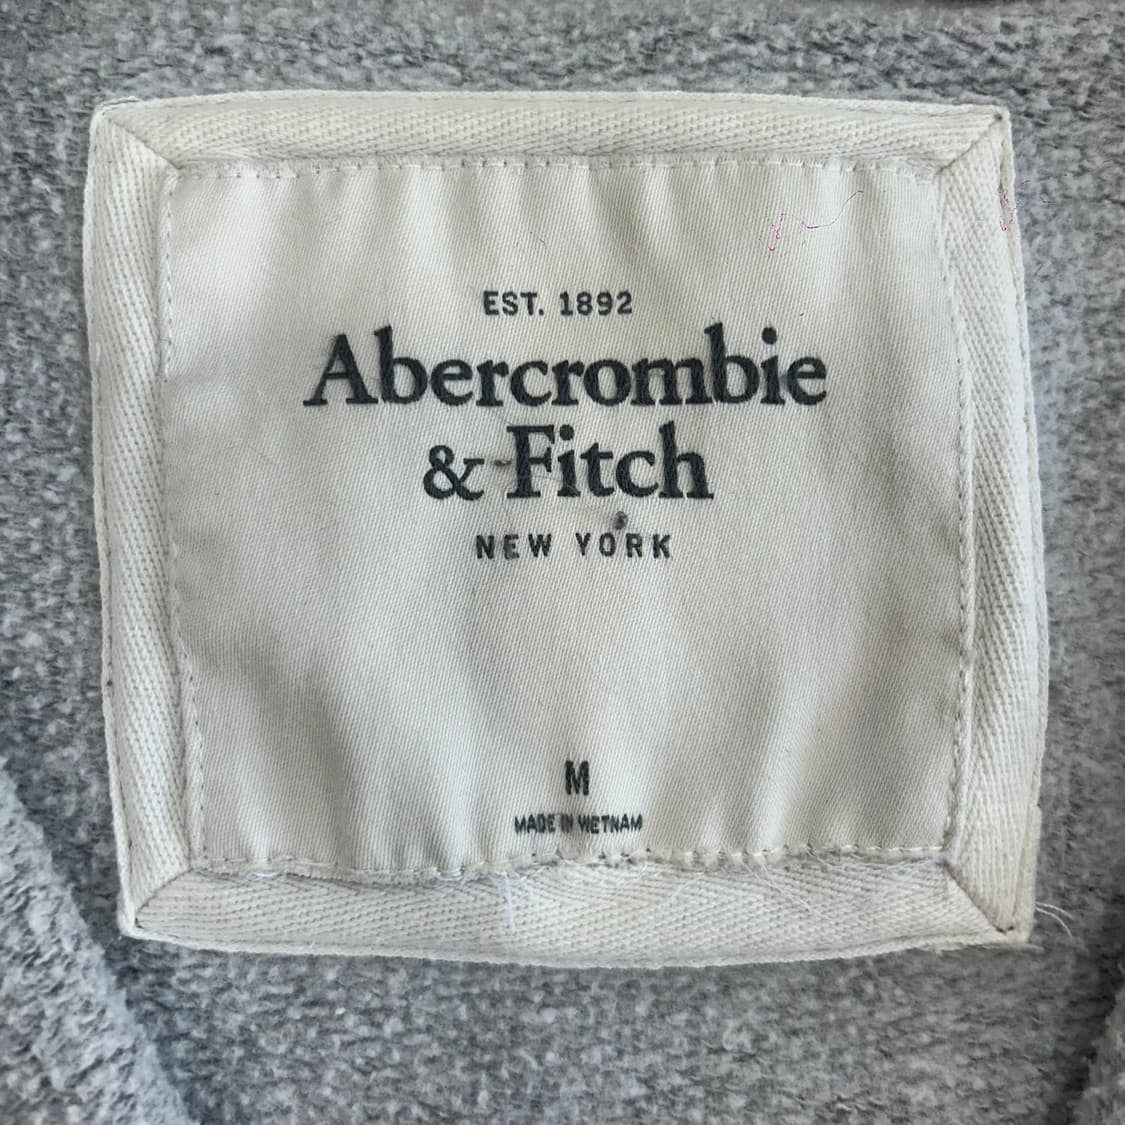 EST. 1892
Abercrombie
& Fitch
NEW YORK
M
MADE IN VIETNAM